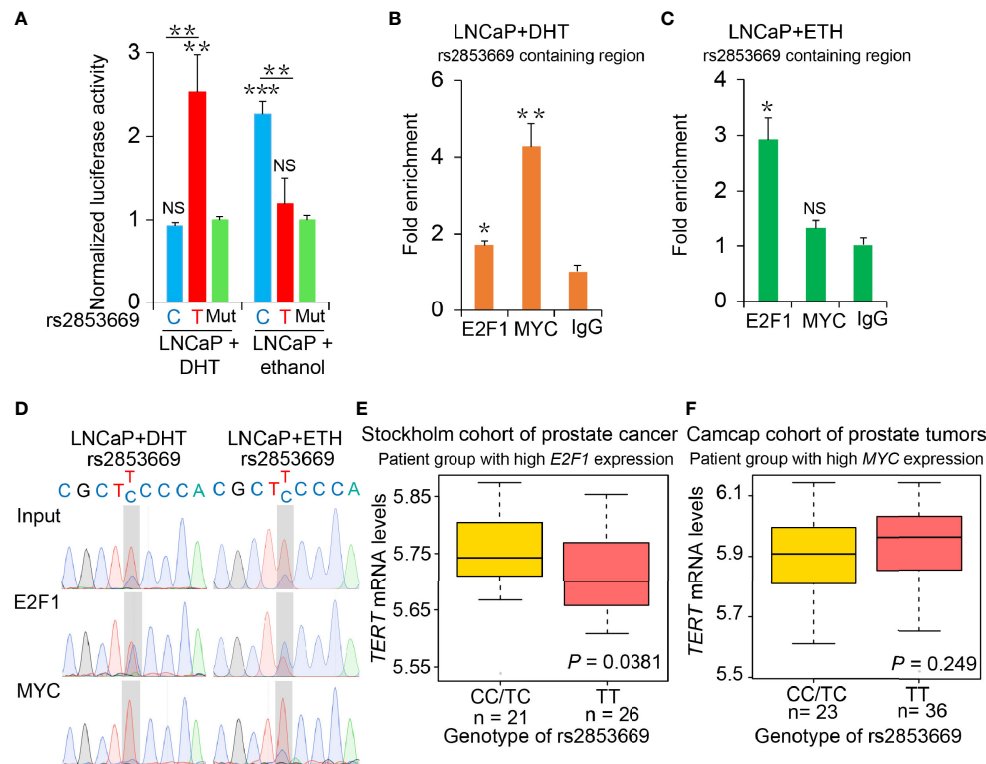 A
Normalized luciferase activity
3
2
1
0
** 
**
***
**
NS
NS
rs2853669
C T Mut C T Mut
LNCaP + DHT
LNCaP + ethanol
B
LNCaP+DHT
rs2853669 containing region
Fold enrichment
6
4
2
0
*
**
E2F1 MYC IgG
C
LNCaP+ETH
rs2853669 containing region
Fold enrichment
4
3
2
1
0
*
NS
E2F1 MYC IgG
D
LNCaP+DHT
rs2853669
T
CGCTCCCCA
LNCaP+ETH
rs2853669
T
CGCTCCCCA
Input
E2F1
MYC
E
Stockholm cohort of prostate cancer
Patient group with high E2F1 expression
TERT mRNA levels
5.85
5.75
5.65
5.55
P = 0.0381
CC/TC TT
n = 21 n = 26
Genotype of rs2853669
F
Camcap cohort of prostate tumors
Patient group with high MYC expression
TERT mRNA levels
6.1
5.9
5.7
5.5
P = 0.249
CC/TC TT
n= 23 n= 36
Genotype of rs2853669